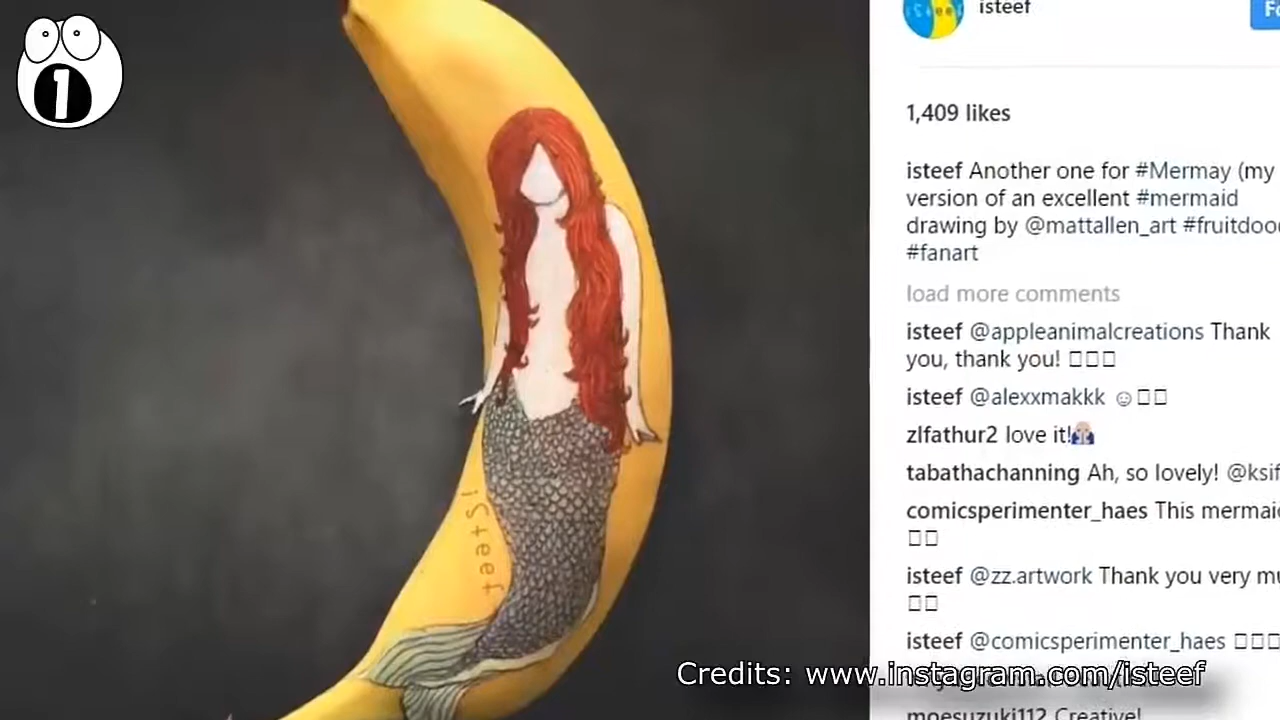 1
isteef
isteef
1,409 likes
isteef Another one for #Mermay (my
version of an excellent #mermaid
drawing by @mattallen_art #fruitdood
#fanart
load more comments
isteef @appleanimalcreations Thank
you, thank you!
isteef @alexxmakkk
zlfathur2 love it!
tabathachanning Ah, so lovely! @ksif
comicsperimenter_haes This mermaid
isteef @zz.artwork Thank you very mu
isteef @comicsperimenter_haes
Credits: www.instagram.com/isteef
moesuzuki112 Creative!